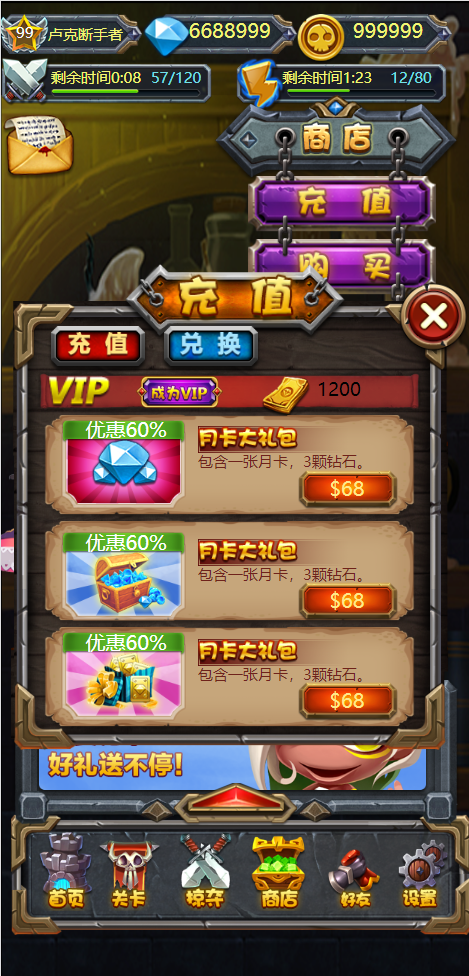 99 卢克断手者 6688999 999999
剩余时间0:08 57/120 剩余时间1:23 12/80
商店
充值
购买
充值
充值 兑换
VIP 成为VIP 1200
优惠60% 月卡大礼包
包含一张月卡，3颗钻石。
$68
优惠60% 月卡大礼包
包含一张月卡，3颗钻石。
$68
优惠60% 月卡大礼包
包含一张月卡，3颗钻石。
$68
好礼送不停！
首页 关卡 掠夺 商店 好友 设置